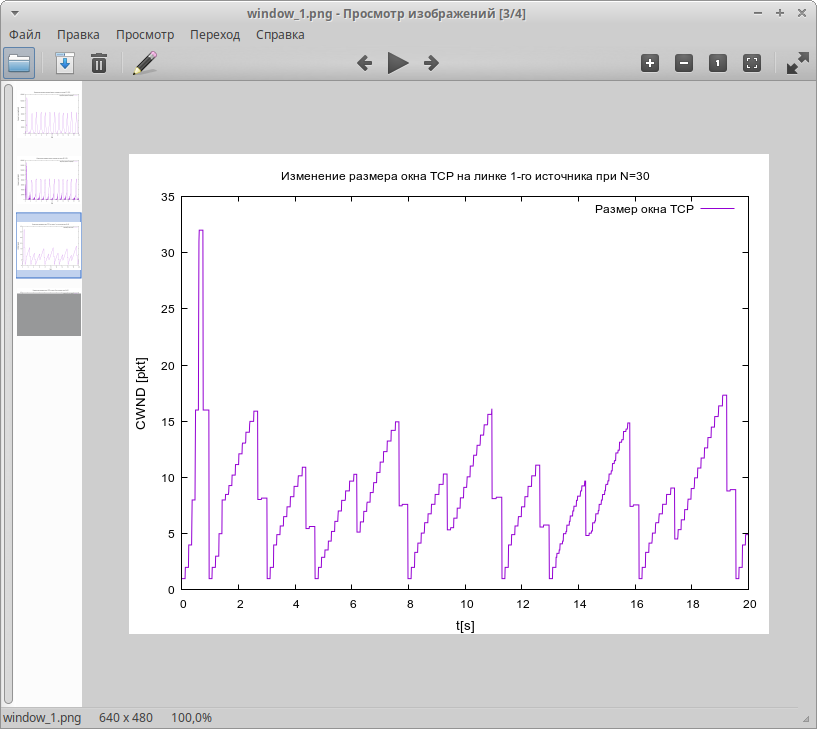 window_1.png - Просмотр изображений [3/4]
Файл Правка Просмотр Переход Справка
1
Изменение размера окна TCP на линке 1-го источника при N=30
Размер окна TCP
35
30
25
20
15
10
5
0
CWND [pkt]
0 2 4 6 8 10 12 14 16 18 20
t[s]
window_1.png 640 x 480 100,0%